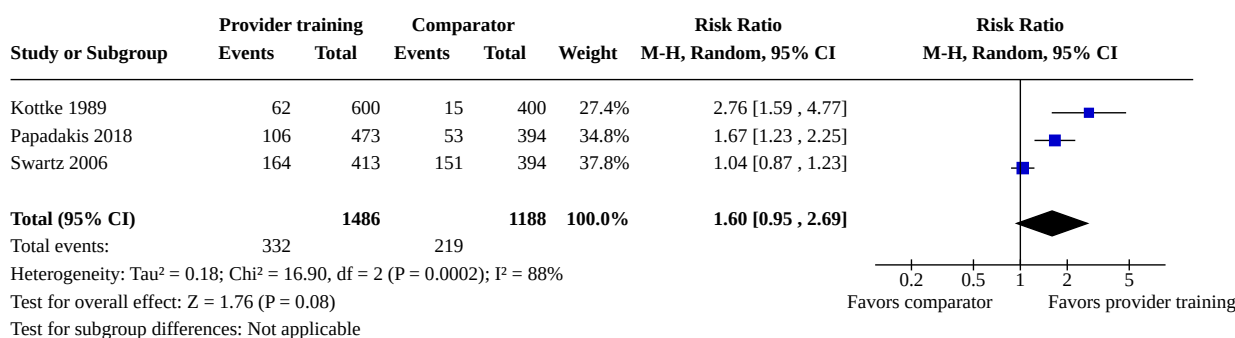 Provider training Comparator Risk Ratio Risk Ratio
Study or Subgroup Events Total Events Total Weight M-H, Random, 95% CI M-H, Random, 95% CI
Kottke 1989 62 600 15 400 27.4% 2.76 [1.59 , 4.77]
Papadakis 2018 106 473 53 394 34.8% 1.67 [1.23 , 2.25]
Swartz 2006 164 413 151 394 37.8% 1.04 [0.87 , 1.23]
Total (95% CI) 1486 1188 100.0% 1.60 [0.95 , 2.69]
Total events: 332 219
Heterogeneity: Tau² = 0.18; Chi² = 16.90, df = 2 (P = 0.0002); I² = 88%
0.2 0.5 1 2 5
Test for overall effect: Z = 1.76 (P = 0.08)
Favors comparator Favors provider training
Test for subgroup differences: Not applicable